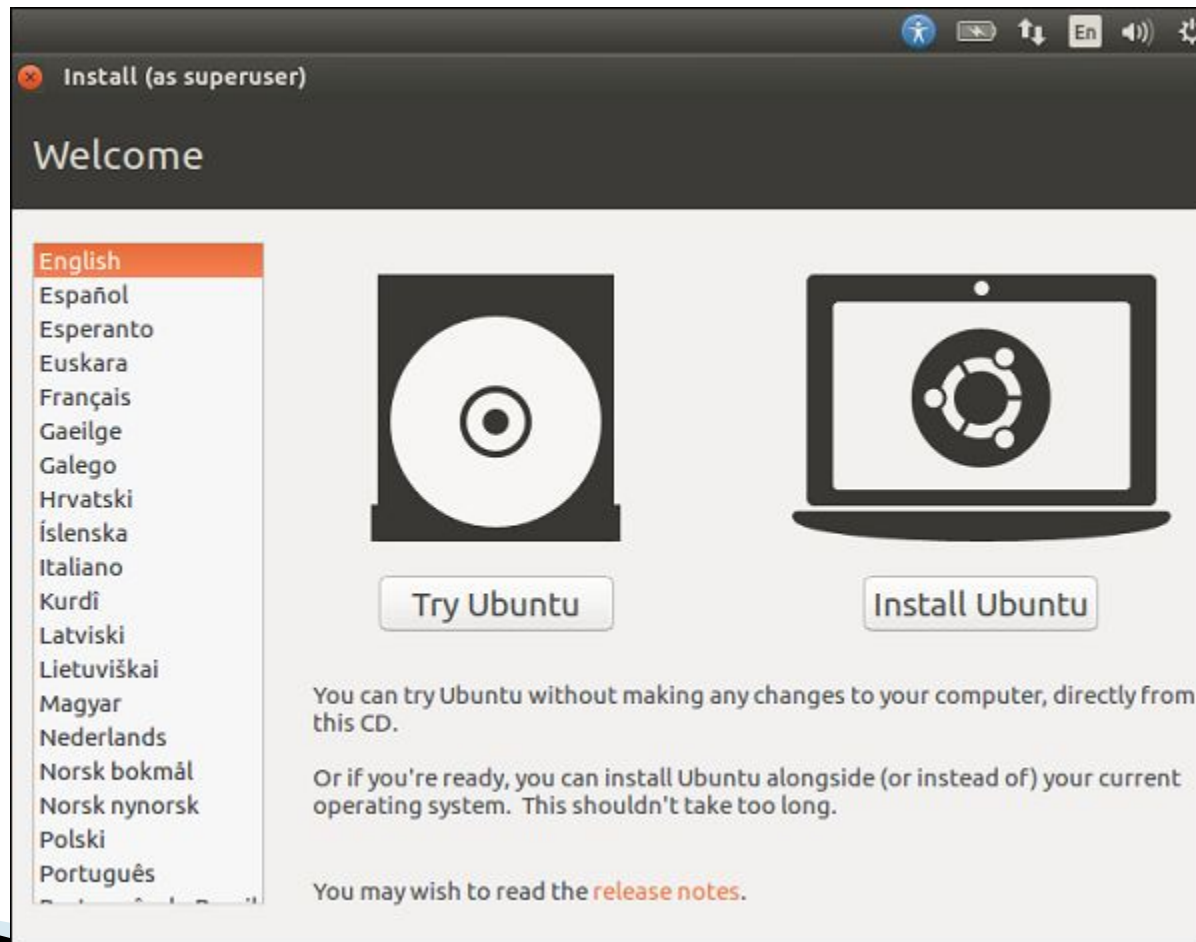 En
Install (as superuser)
Welcome
English
Español
Esperanto
Euskara
Français
Gaeilge
Galego
Hrvatski
Íslenska
Italiano
Kurdî
Latviski
Lietuviškai
Magyar
Nederlands
Norsk bokmål
Norsk nynorsk
Polski
Português
Try Ubuntu
Install Ubuntu
You can try Ubuntu without making any changes to your computer, directly from
this CD.
Or if you're ready, you can install Ubuntu alongside (or instead of) your current
operating system. This shouldn't take too long.
You may wish to read the release notes.